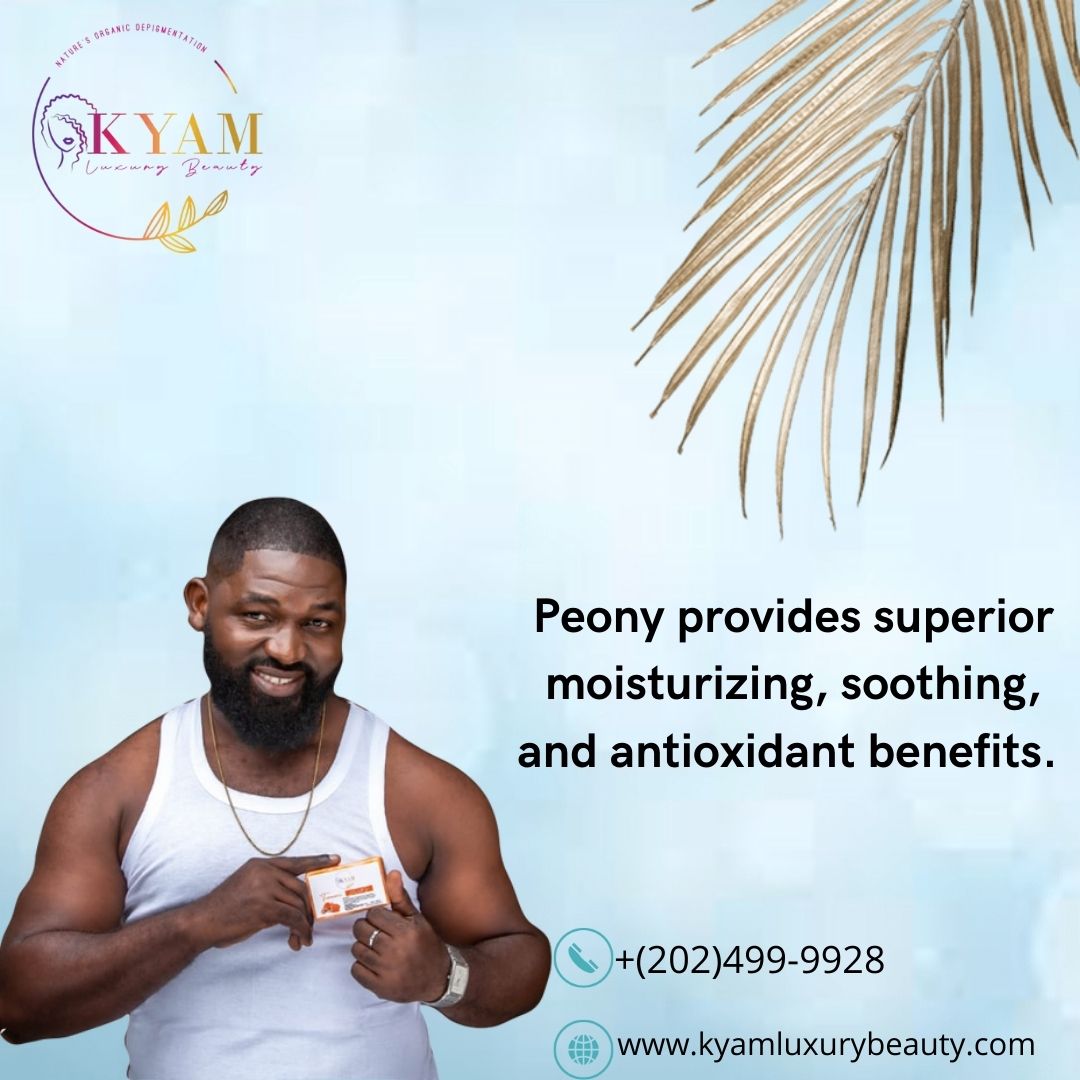 NATURE'S ORGANIC DEPIGMENTATION
KYAM
Luxury Beauty
Peony provides superior
moisturizing, soothing,
and antioxidant benefits.
KYAM
+(202)499-9928
www.kyamluxurybeauty.com